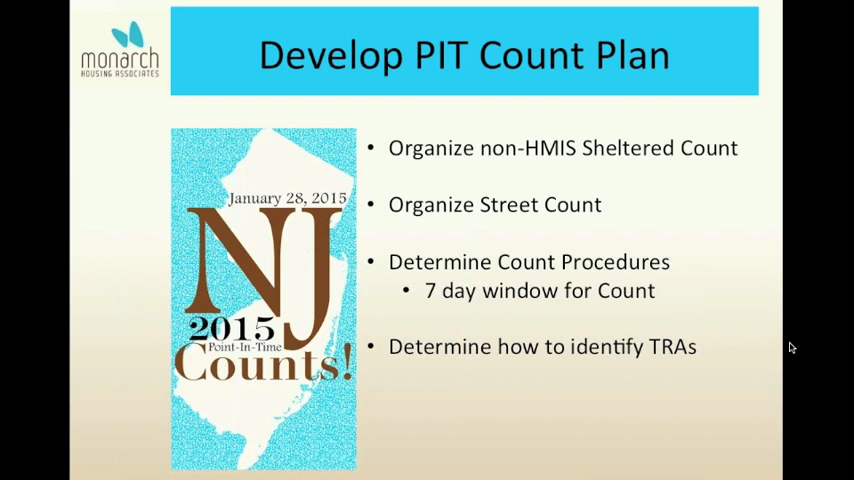 monarch
HOUSING ASSOCIATES
Develop PIT Count Plan
January 28, 2015
NJ
2015
Point-In-Time
Counts!
• Organize non-HMIS Sheltered Count
• Organize Street Count
• Determine Count Procedures
• 7 day window for Count
• Determine how to identify TRAs